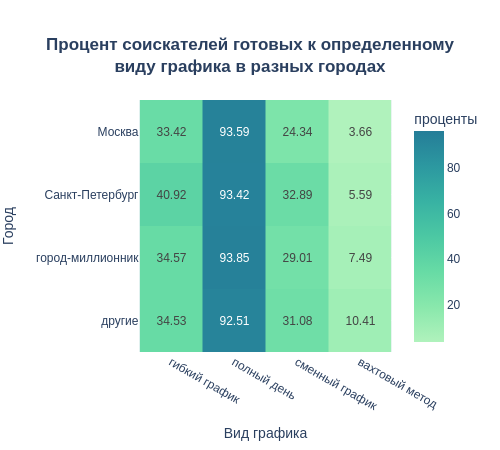 Процент соискателей готовых к определенному
виду графика в разных городах
проценты
Москва 33.42 93.59 24.34 3.66
80
Санкт-Петербург 40.92 93.42 32.89 5.59
60
Город
город-миллионник 34.57 93.85 29.01 7.49
40
20
другие 34.53 92.51 31.08 10.41
гибкий график полный день сменный график вахтовый метод
Вид графика